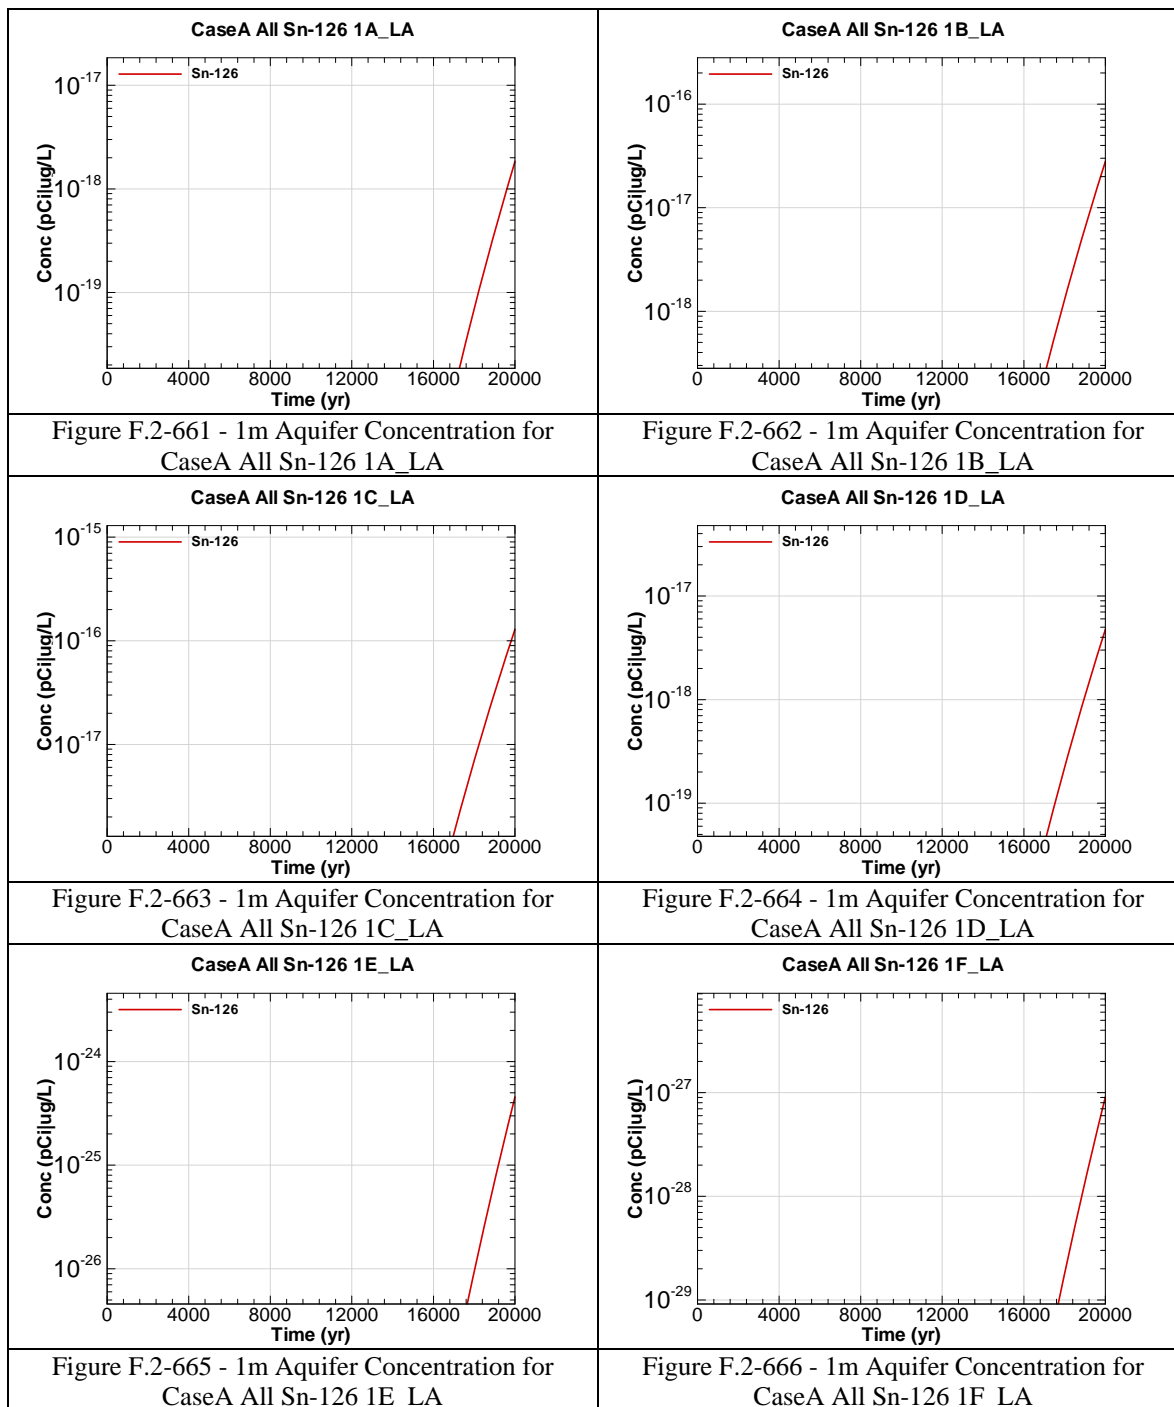 CaseA All Sn-126 1A_LA
Sn-126
10-17
10-18
10-19
Conc (pCi|ug/L)
0 4000 8000 12000 16000 20000
Time (yr)
Figure F.2-661 - 1m Aquifer Concentration for
CaseA All Sn-126 1A_LA
CaseA All Sn-126 1B_LA
Sn-126
10-16
10-17
10-18
Conc (pCi|ug/L)
0 4000 8000 12000 16000 20000
Time (yr)
Figure F.2-662 - 1m Aquifer Concentration for
CaseA All Sn-126 1B_LA
CaseA All Sn-126 1C_LA
Sn-126
10-15
10-16
10-17
Conc (pCi|ug/L)
0 4000 8000 12000 16000 20000
Time (yr)
Figure F.2-663 - 1m Aquifer Concentration for
CaseA All Sn-126 1C_LA
CaseA All Sn-126 1D_LA
Sn-126
10-17
10-18
10-19
Conc (pCi|ug/L)
0 4000 8000 12000 16000 20000
Time (yr)
Figure F.2-664 - 1m Aquifer Concentration for
CaseA All Sn-126 1D_LA
CaseA All Sn-126 1E_LA
Sn-126
10-24
10-25
10-26
Conc (pCi|ug/L)
0 4000 8000 12000 16000 20000
Time (yr)
Figure F.2-665 - 1m Aquifer Concentration for
CaseA All Sn-126 1E_LA
CaseA All Sn-126 1F_LA
Sn-126
10-27
10-28
10-29
Conc (pCi|ug/L)
0 4000 8000 12000 16000 20000
Time (yr)
Figure F.2-666 - 1m Aquifer Concentration for
CaseA All Sn-126 1F_LA